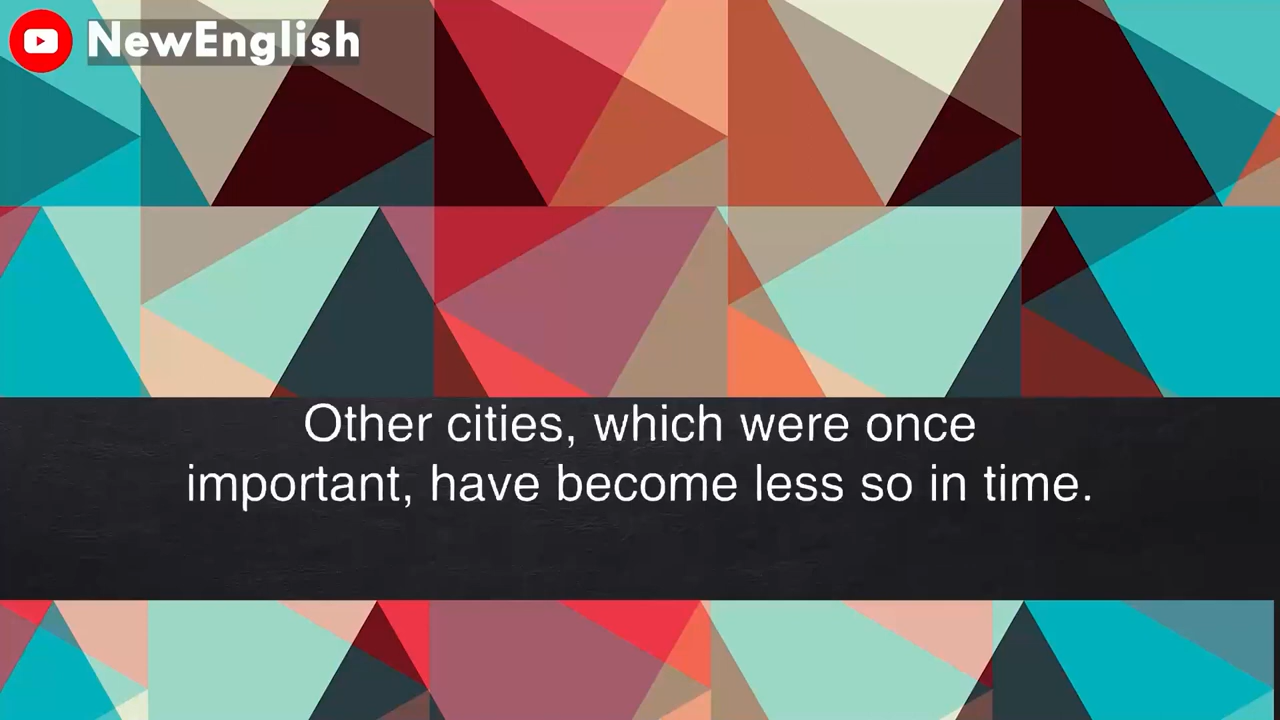 NewEnglish
Other cities, which were once
important, have become less so in time.